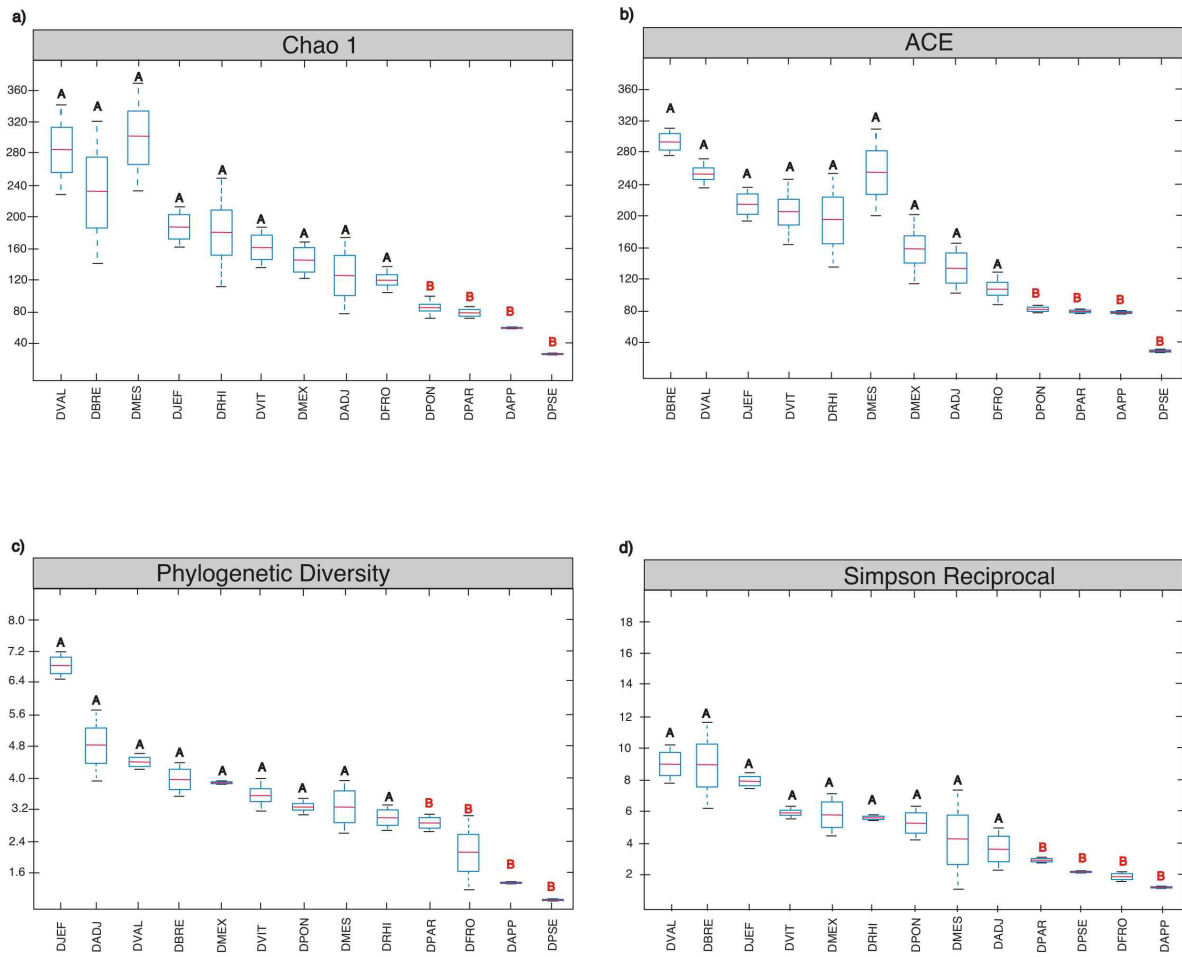 a)
Chao 1
360
320
280
240
200
160
120
80
40
A A A A A A A A A B B B B
DVAL DBRE DMES DJEF DRHI DVIT DMEX DADJ DFRO DPON DPAR DAPP DPSE
b)
ACE
360
320
280
240
200
160
120
80
40
A A A A A A A A A B B B B
DBRE DVAL DJEF DVIT DRHI DMES DMEX DADJ DFRO DPON DPAR DAPP DPSE
c)
Phylogenetic Diversity
8.0
7.2
6.4
5.6
4.8
4.0
3.2
2.4
1.6
A A A A A A A A A B B B B
DJEF DADJ DVAL DBRE DMEX DVIT DPON DMES DRHI DPAR DFRO DAPP DPSE
d)
Simpson Reciprocal
18
16
14
12
10
8
6
4
2
A A A A A A A A A B B B B
DVAL DBRE DJEF DVIT DMEX DRHI DPON DMES DADJ DPAR DPSE DFRO DAPP